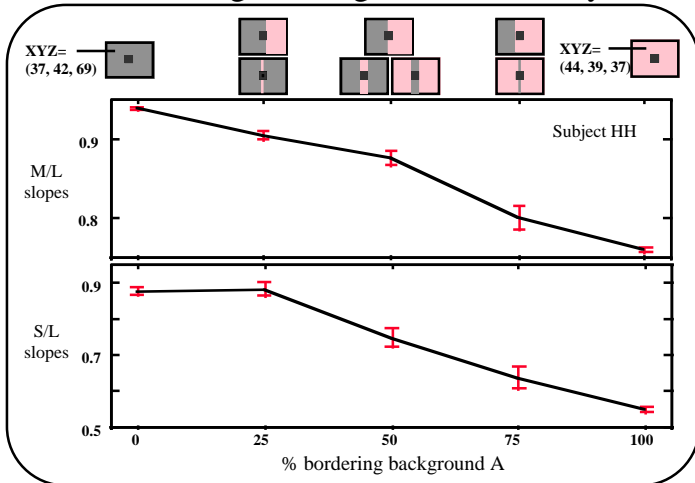 XYZ=
(37, 42, 69)
XYZ=
(44, 39, 37)
Subject HH
0.9
M/L
slopes
0.8
0.9
S/L
slopes
0.7
0.5
0 25 50 75 100
% bordering background A